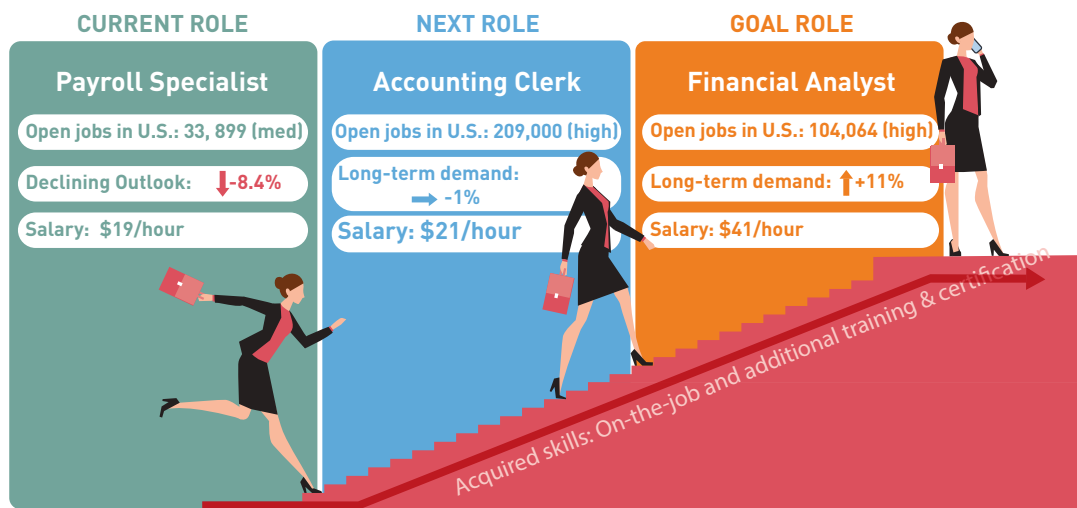 CURRENT ROLE
Payroll Specialist
Open jobs in U.S.: 33, 899 (med)
Declining Outlook: -8.4%
Salary: $19/hour
NEXT ROLE
Accounting Clerk
Open jobs in U.S.: 209,000 (high)
Long-term demand:
-1%
Salary: $21/hour
GOAL ROLE
Financial Analyst
Open jobs in U.S.: 104,064 (high)
Long-term demand: +11%
Salary: $41/hour
Acquired skills: On-the-job and additional training & certification